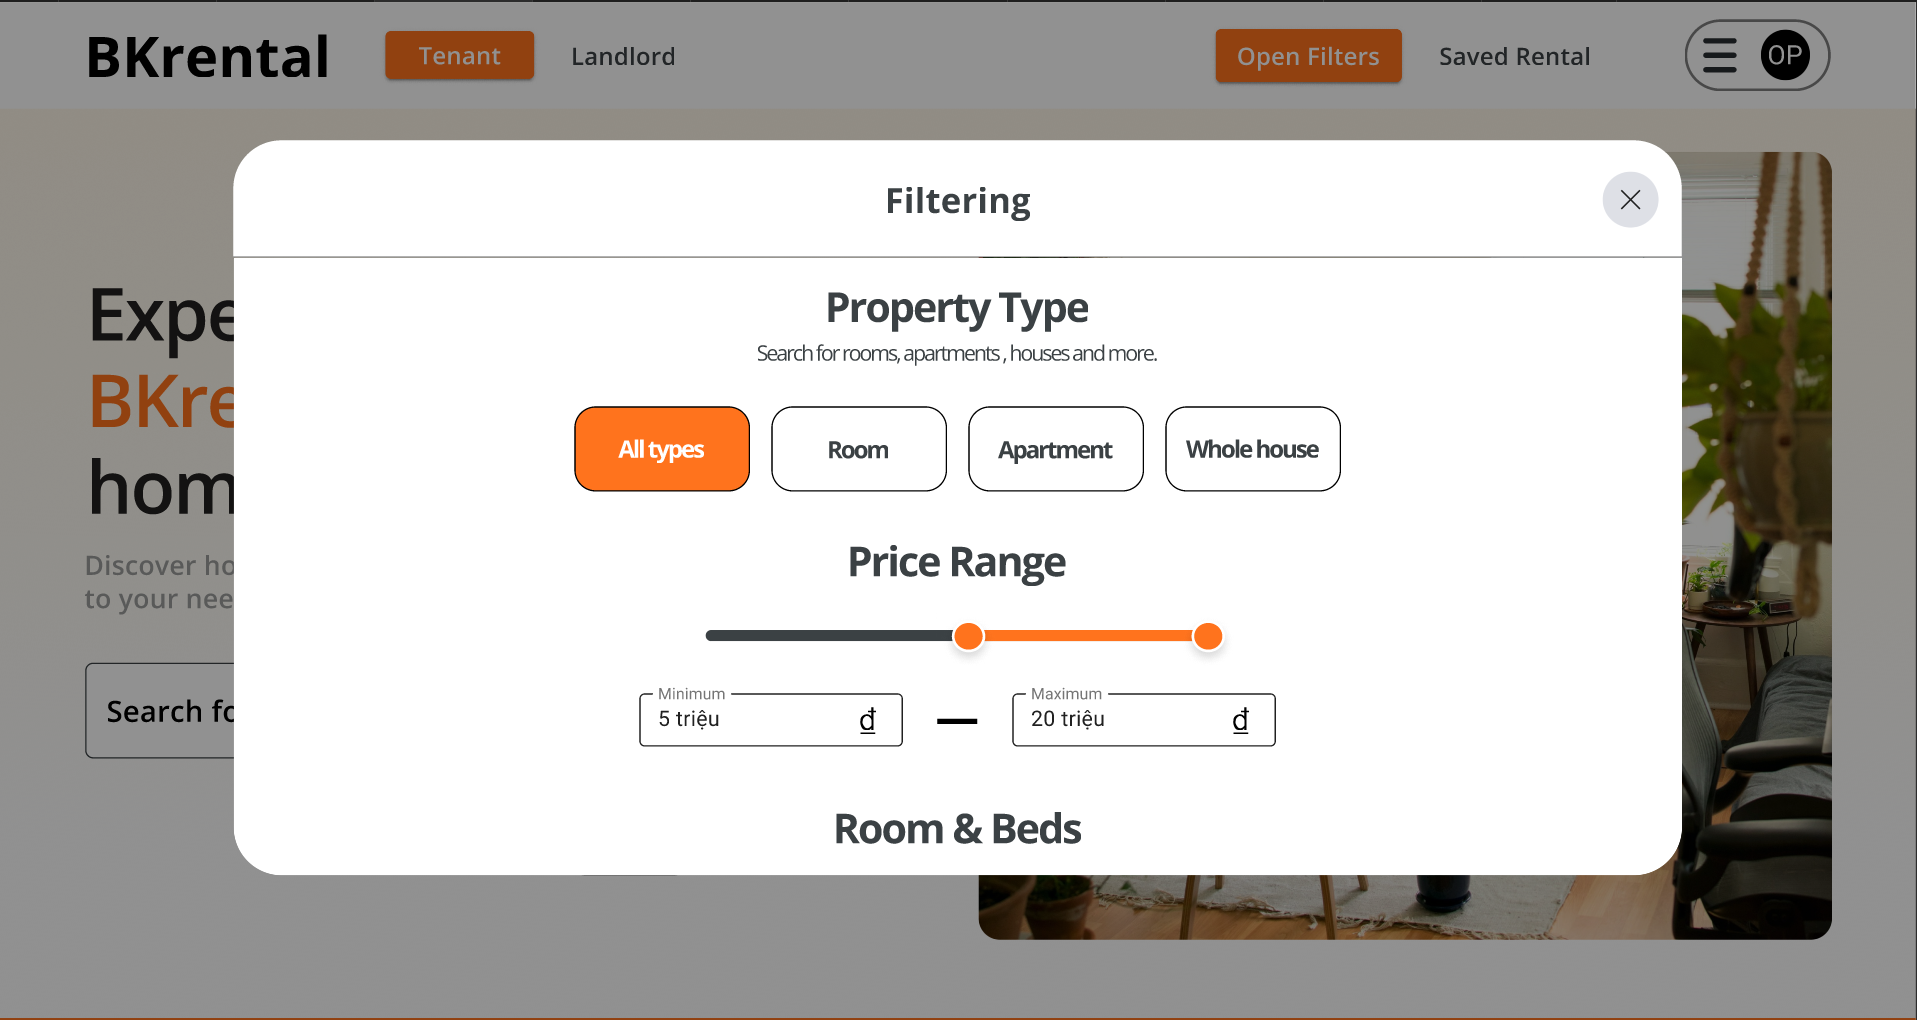 BKrental
Tenant
Landlord
Open Filters
Saved Rental
OP
Filtering
Property Type
Search for rooms, apartments , houses and more.
All types
Room
Apartment
Whole house
Price Range
Minimum
5 triệu
₫
Maximum
20 triệu
₫
Room & Beds
Expe
BKre
hom
Discover ho
to your nee
Search fo